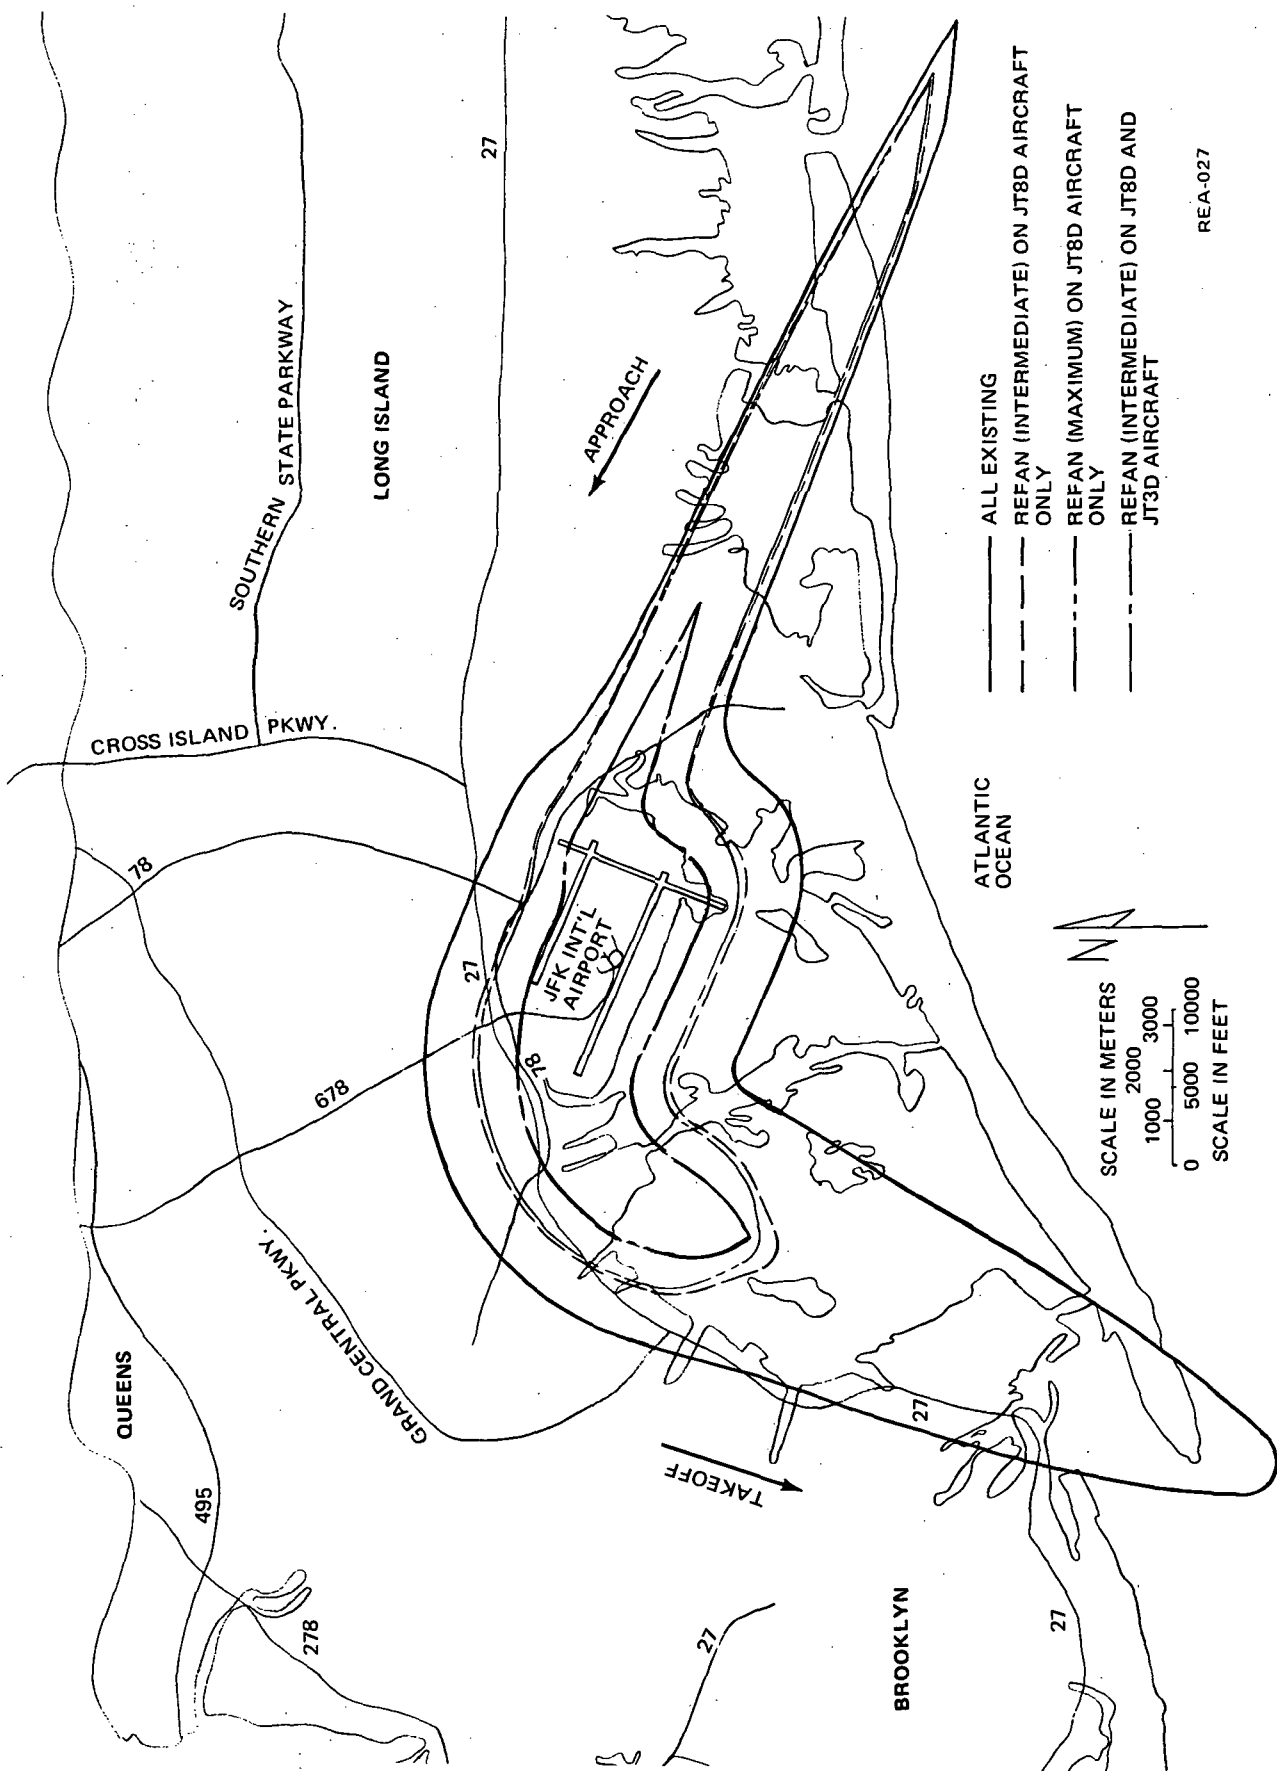 QUEENS
495
278
GRAND CENTRAL PKWY.
678
78
CROSS ISLAND PKWY.
SOUTHERN STATE PARKWAY
LONG ISLAND
27
27
78
JFK INT'L
AIRPORT
APPROACH
TAKEOFF
27
27
27
BROOKLYN
ATLANTIC
OCEAN
N
SCALE IN METERS
1000 2000 3000
0 5000 10000
SCALE IN FEET
ALL EXISTING
REFAN (INTERMEDIATE) ON JT8D AIRCRAFT
ONLY
REFAN (MAXIMUM) ON JT8D AIRCRAFT
ONLY
REFAN (INTERMEDIATE) ON JT8D AND
JT3D AIRCRAFT
REA-027